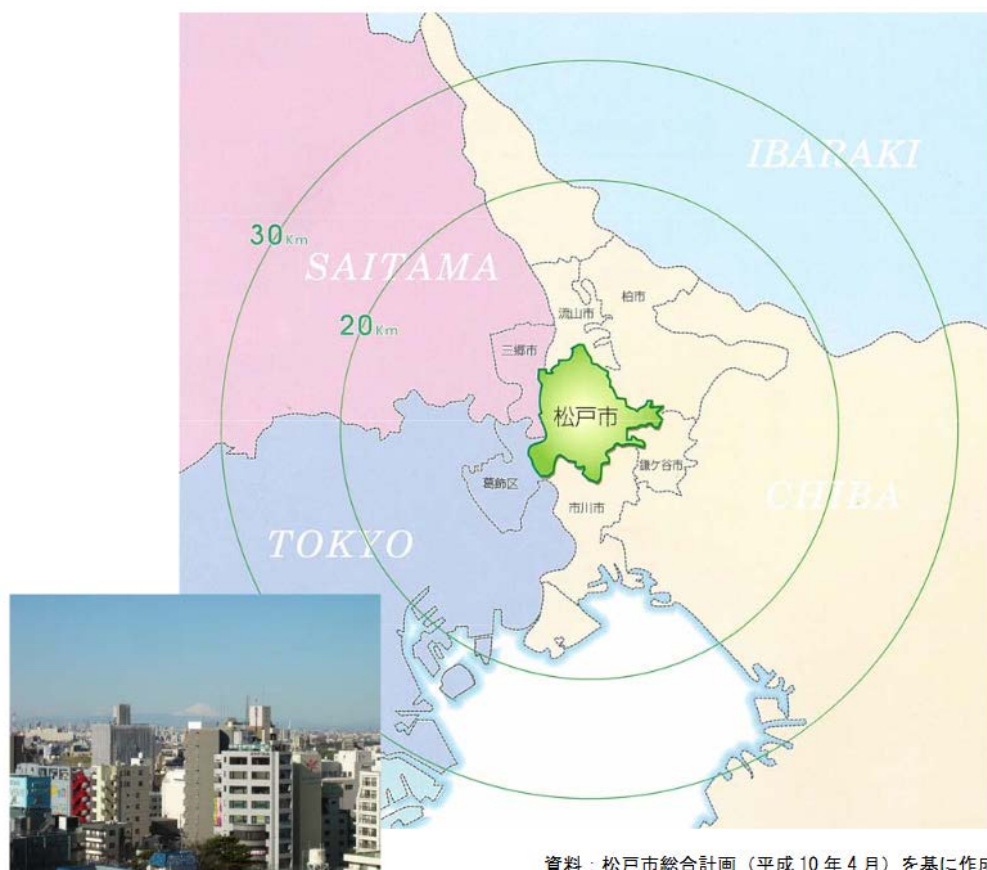 IBARAKI
30Km
SAITAMA
柏市
流山市
20Km
三郷市
松戸市
鎌ケ谷市
葛飾区
CHIBA
市川市
TOKYO
資料：松戸市総合計画（平成10年4月）を基に作成